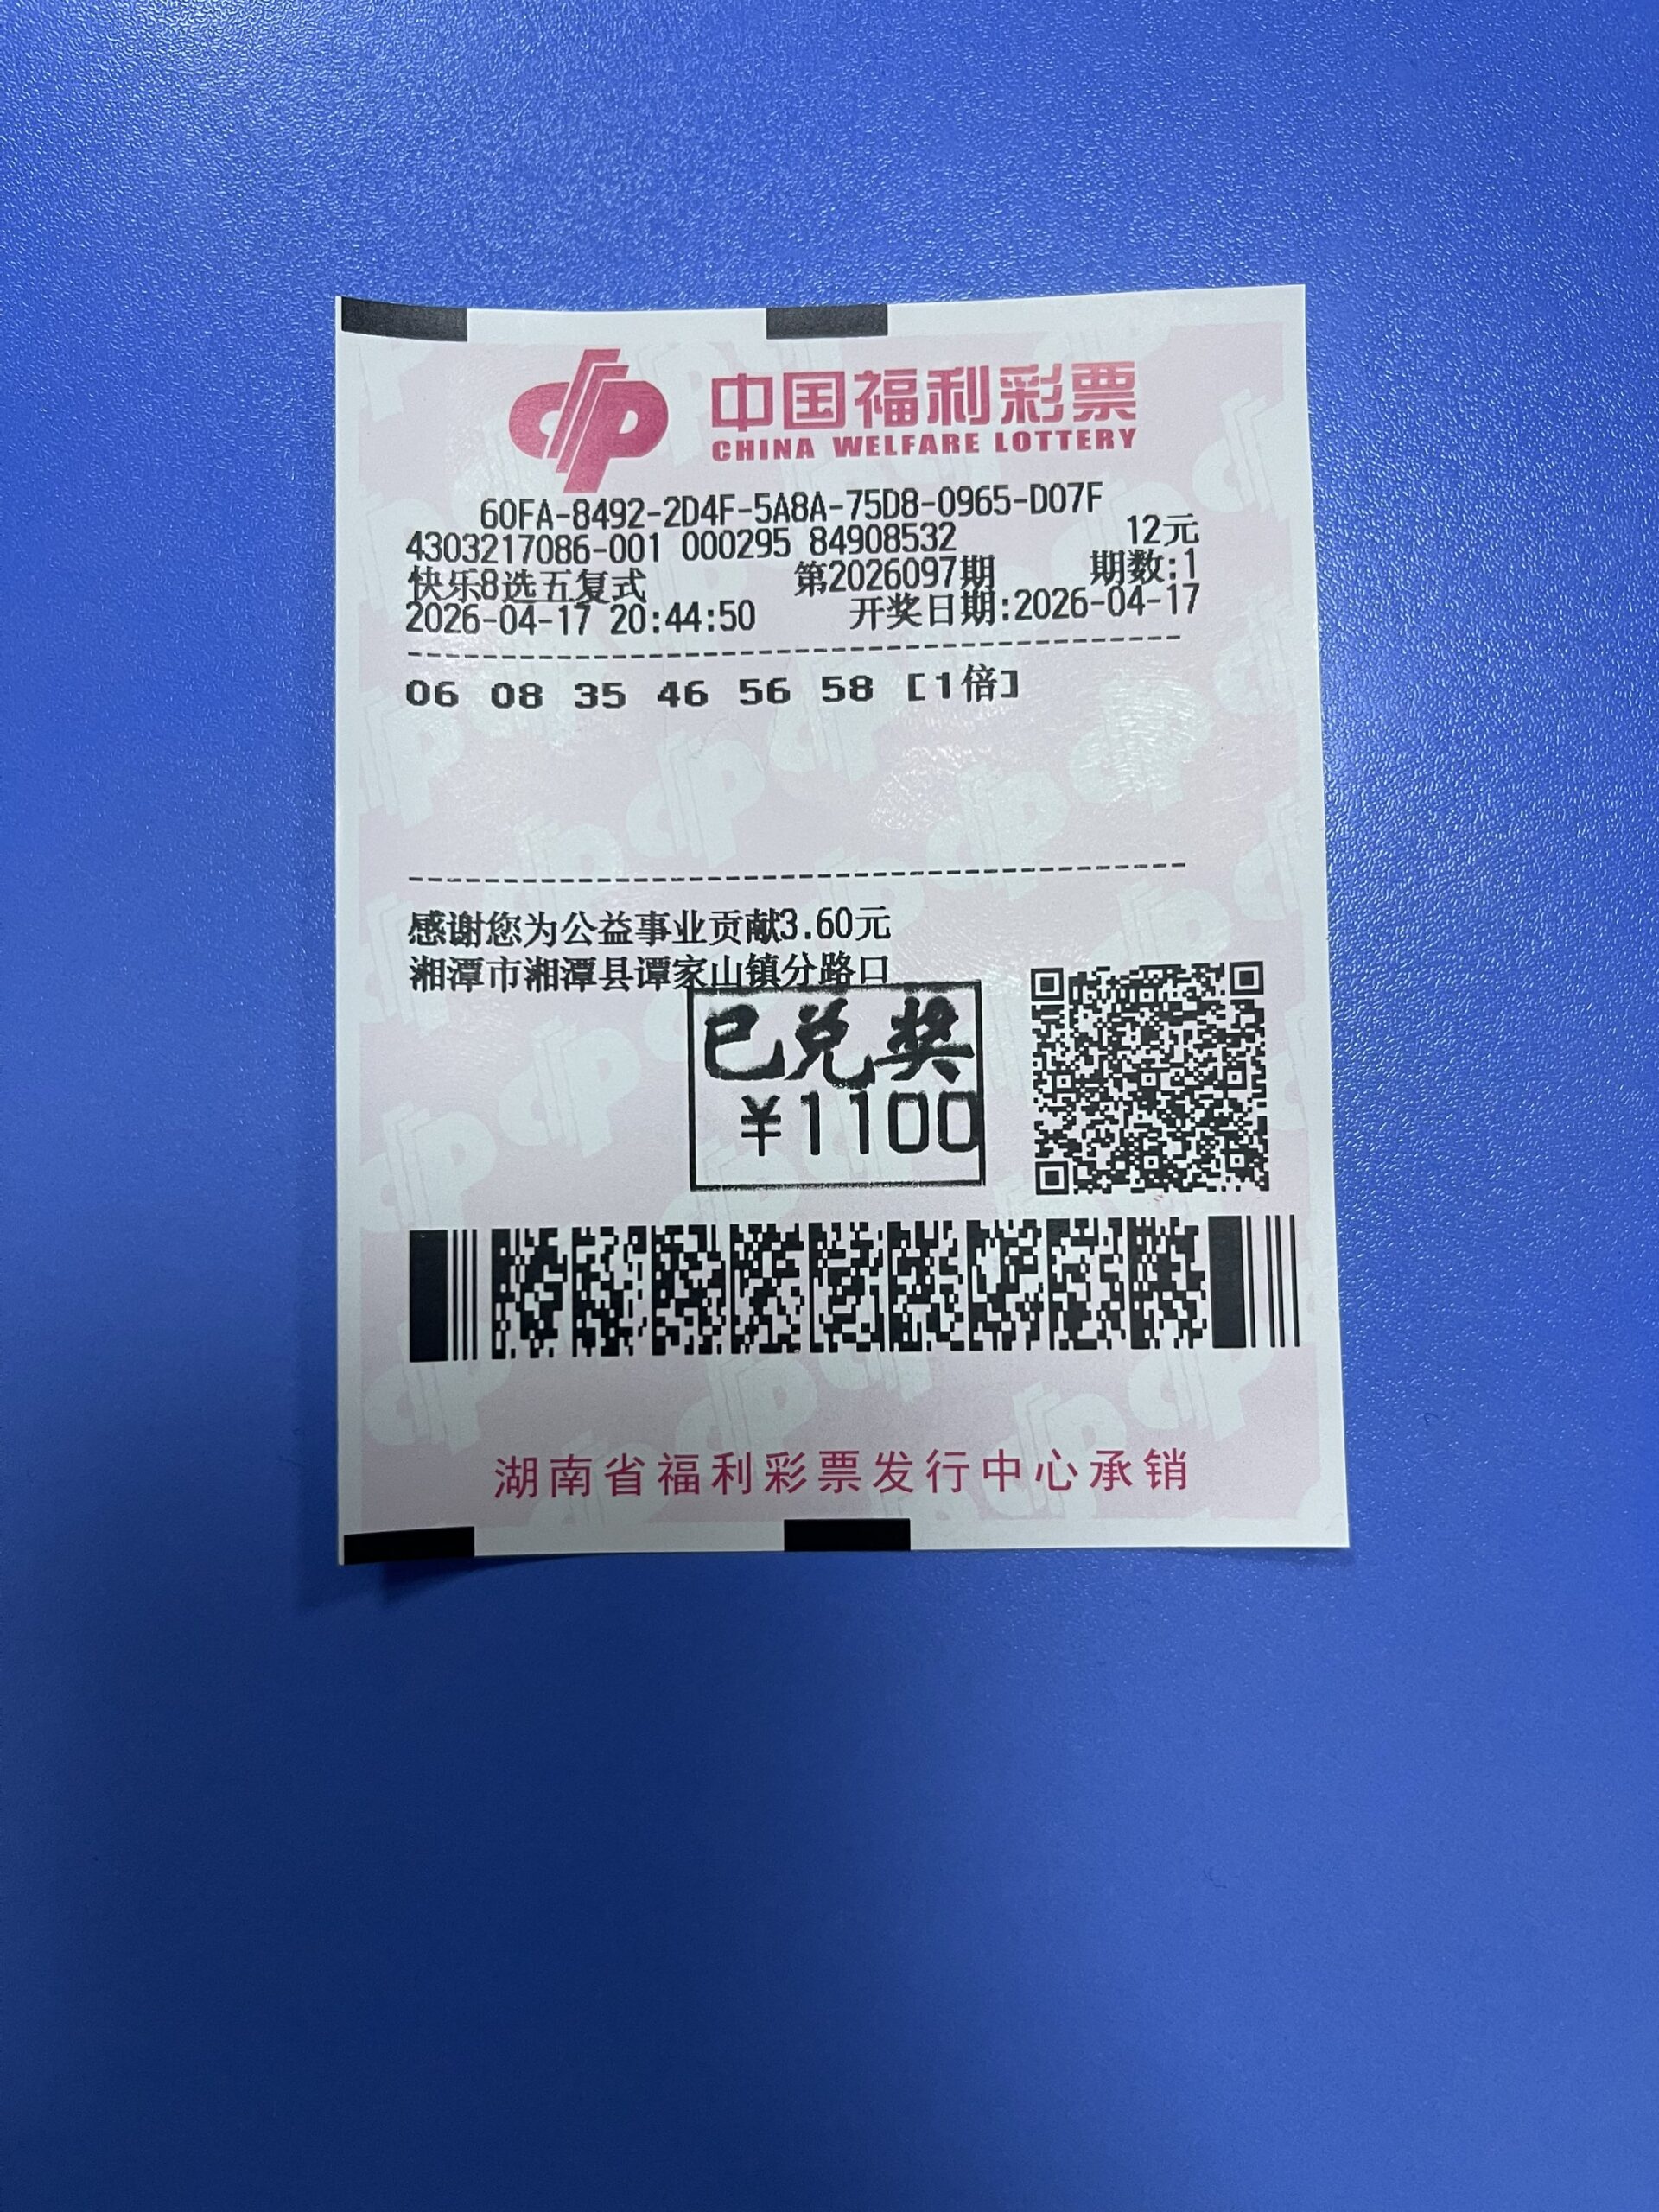 中国福利彩票
CHINA WELFARE LOTTERY
60FA-8492-2D4F-5A8A-75D8-0965-D07F
4303217086-001 000295 84908532 12元
快乐8选五复式 第2026097期 期数:1
2026-04-17 20:44:50 开奖日期:2026-04-17
06 08 35 46 56 58 [1倍]
感谢您为公益事业贡献3.60元
湘潭市湘潭县谭家山镇分路口
已兑奖
¥1100
湖南省福利彩票发行中心承销